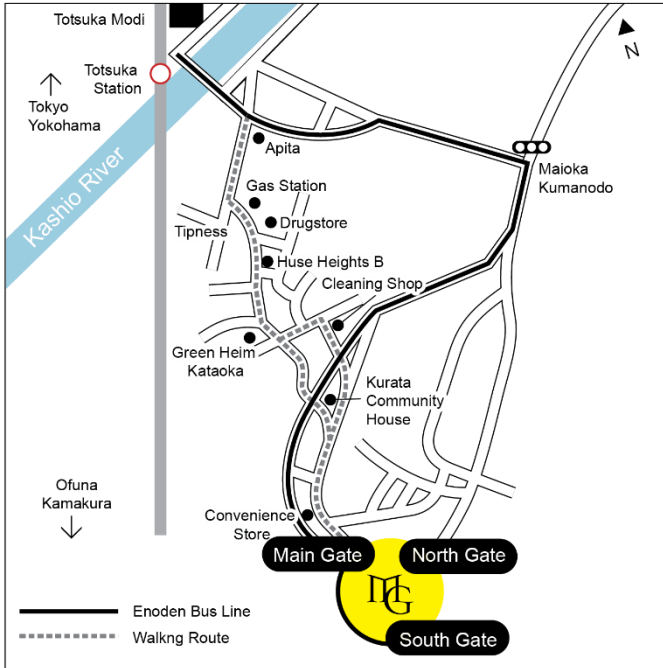 Totsuka Modi
Totsuka
Station
Tokyo
Yokohama
N
Kashio River
Apita
Maioka
Kumanodo
Gas Station
Drugstore
Tipness
Huse Heights B
Cleaning Shop
Green Heim
Kataoka
Kurata
Community
House
Ofuna
Kamakura
Convenience
Store
Main Gate
North Gate
MG
South Gate
Enoden Bus Line
Walkng Route